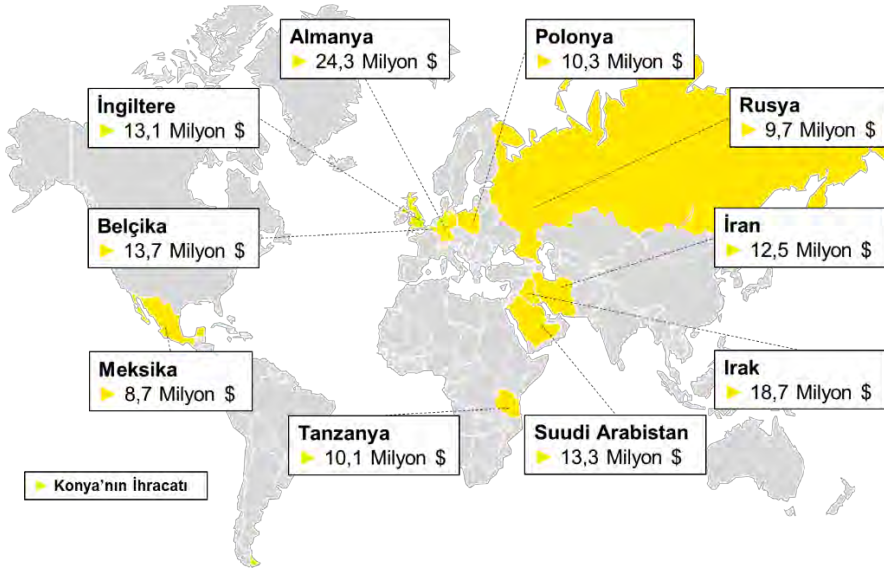 Almanya
24,3 Milyon $
Polonya
10,3 Milyon $
İngiltere
13,1 Milyon $
Rusya
9,7 Milyon $
Belçika
13,7 Milyon $
İran
12,5 Milyon $
Meksika
8,7 Milyon $
Irak
18,7 Milyon $
Tanzanya
10,1 Milyon $
Suudi Arabistan
13,3 Milyon $
Konya’nın İhracatı